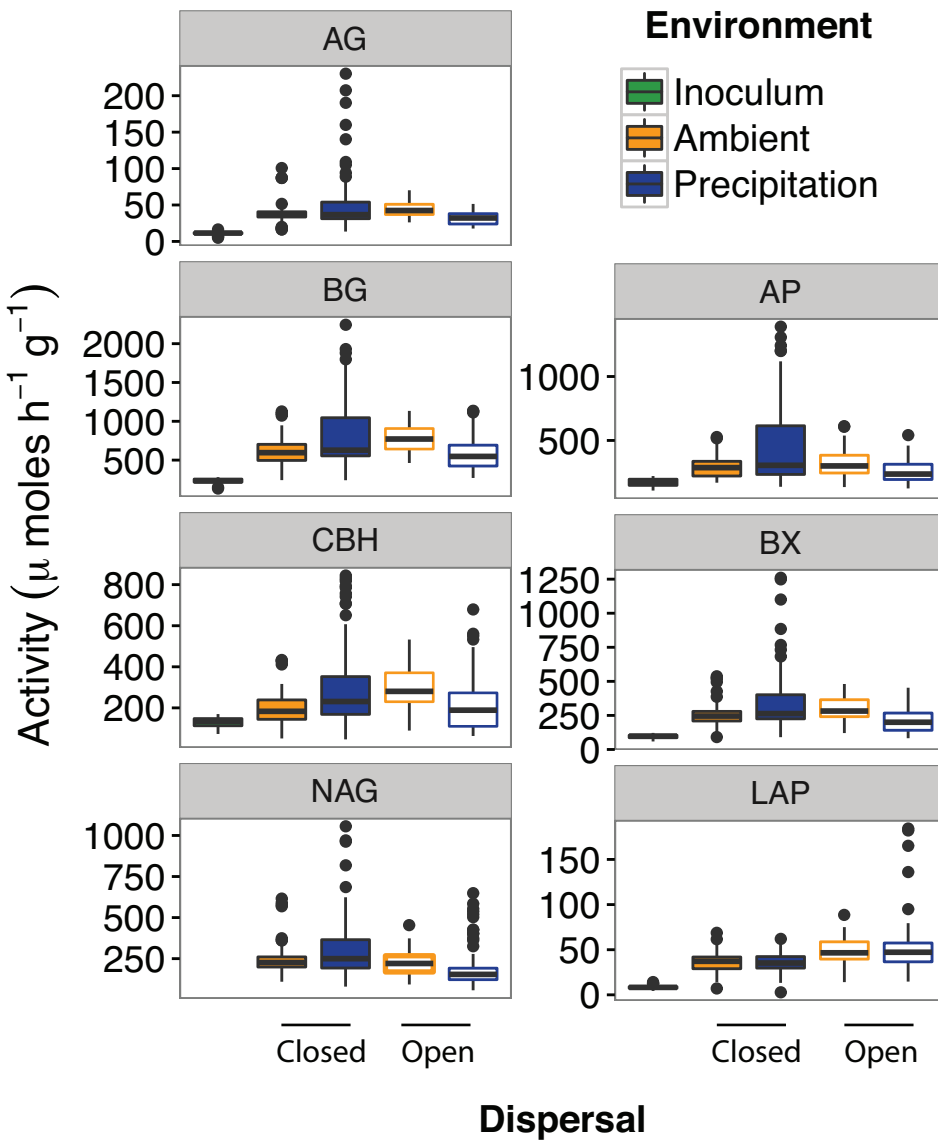 Environment
Inoculum
Ambient
Precipitation
Activity (μ moles h⁻¹ g⁻¹)
AG
200
150
100
50
0
BG
2000
1500
1000
500
AP
1000
500
CBH
800
600
400
200
BX
1250
1000
750
500
250
0
NAG
1000
750
500
250
LAP
150
100
50
0
Closed Open
Closed Open
Dispersal